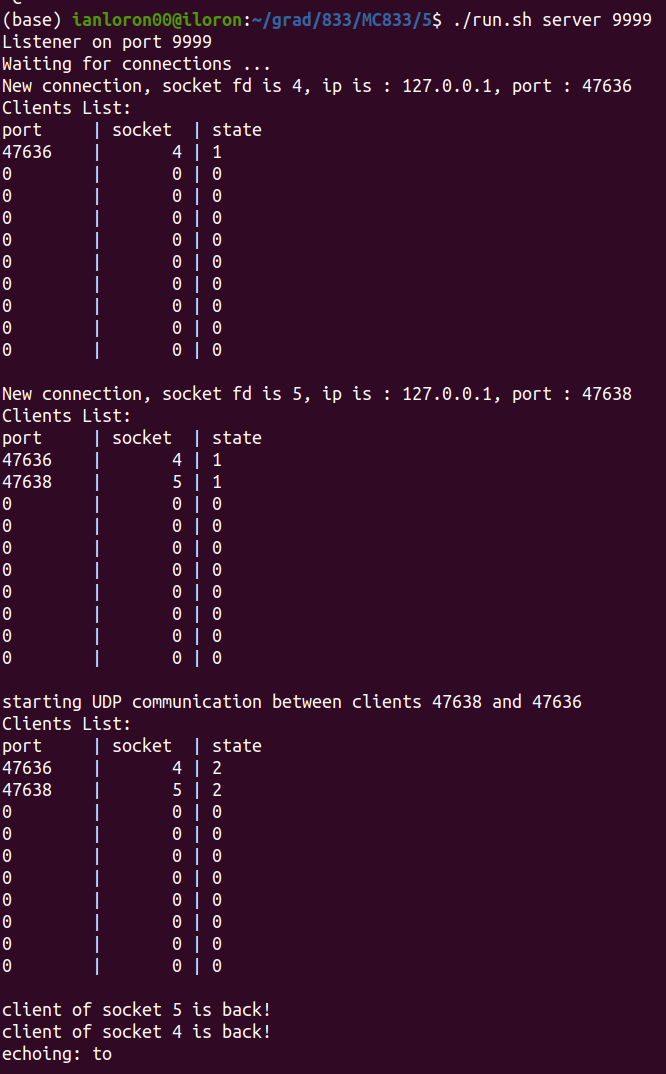 (base) ianloron00@iloron:~/grad/833/MC833/5$ ./run.sh server 9999
Listener on port 9999
Waiting for connections ...
New connection, socket fd is 4, ip is : 127.0.0.1, port : 47636
Clients List:
port | socket | state
47636 | 4 | 1
0 | 0 | 0
0 | 0 | 0
0 | 0 | 0
0 | 0 | 0
0 | 0 | 0
0 | 0 | 0
0 | 0 | 0
0 | 0 | 0
0 | 0 | 0
New connection, socket fd is 5, ip is : 127.0.0.1, port : 47638
Clients List:
port | socket | state
47636 | 4 | 1
47638 | 5 | 1
0 | 0 | 0
0 | 0 | 0
0 | 0 | 0
0 | 0 | 0
0 | 0 | 0
0 | 0 | 0
0 | 0 | 0
0 | 0 | 0
starting UDP communication between clients 47638 and 47636
Clients List:
port | socket | state
47636 | 4 | 2
47638 | 5 | 2
0 | 0 | 0
0 | 0 | 0
0 | 0 | 0
0 | 0 | 0
0 | 0 | 0
0 | 0 | 0
0 | 0 | 0
0 | 0 | 0
client of socket 5 is back!
client of socket 4 is back!
echoing: to